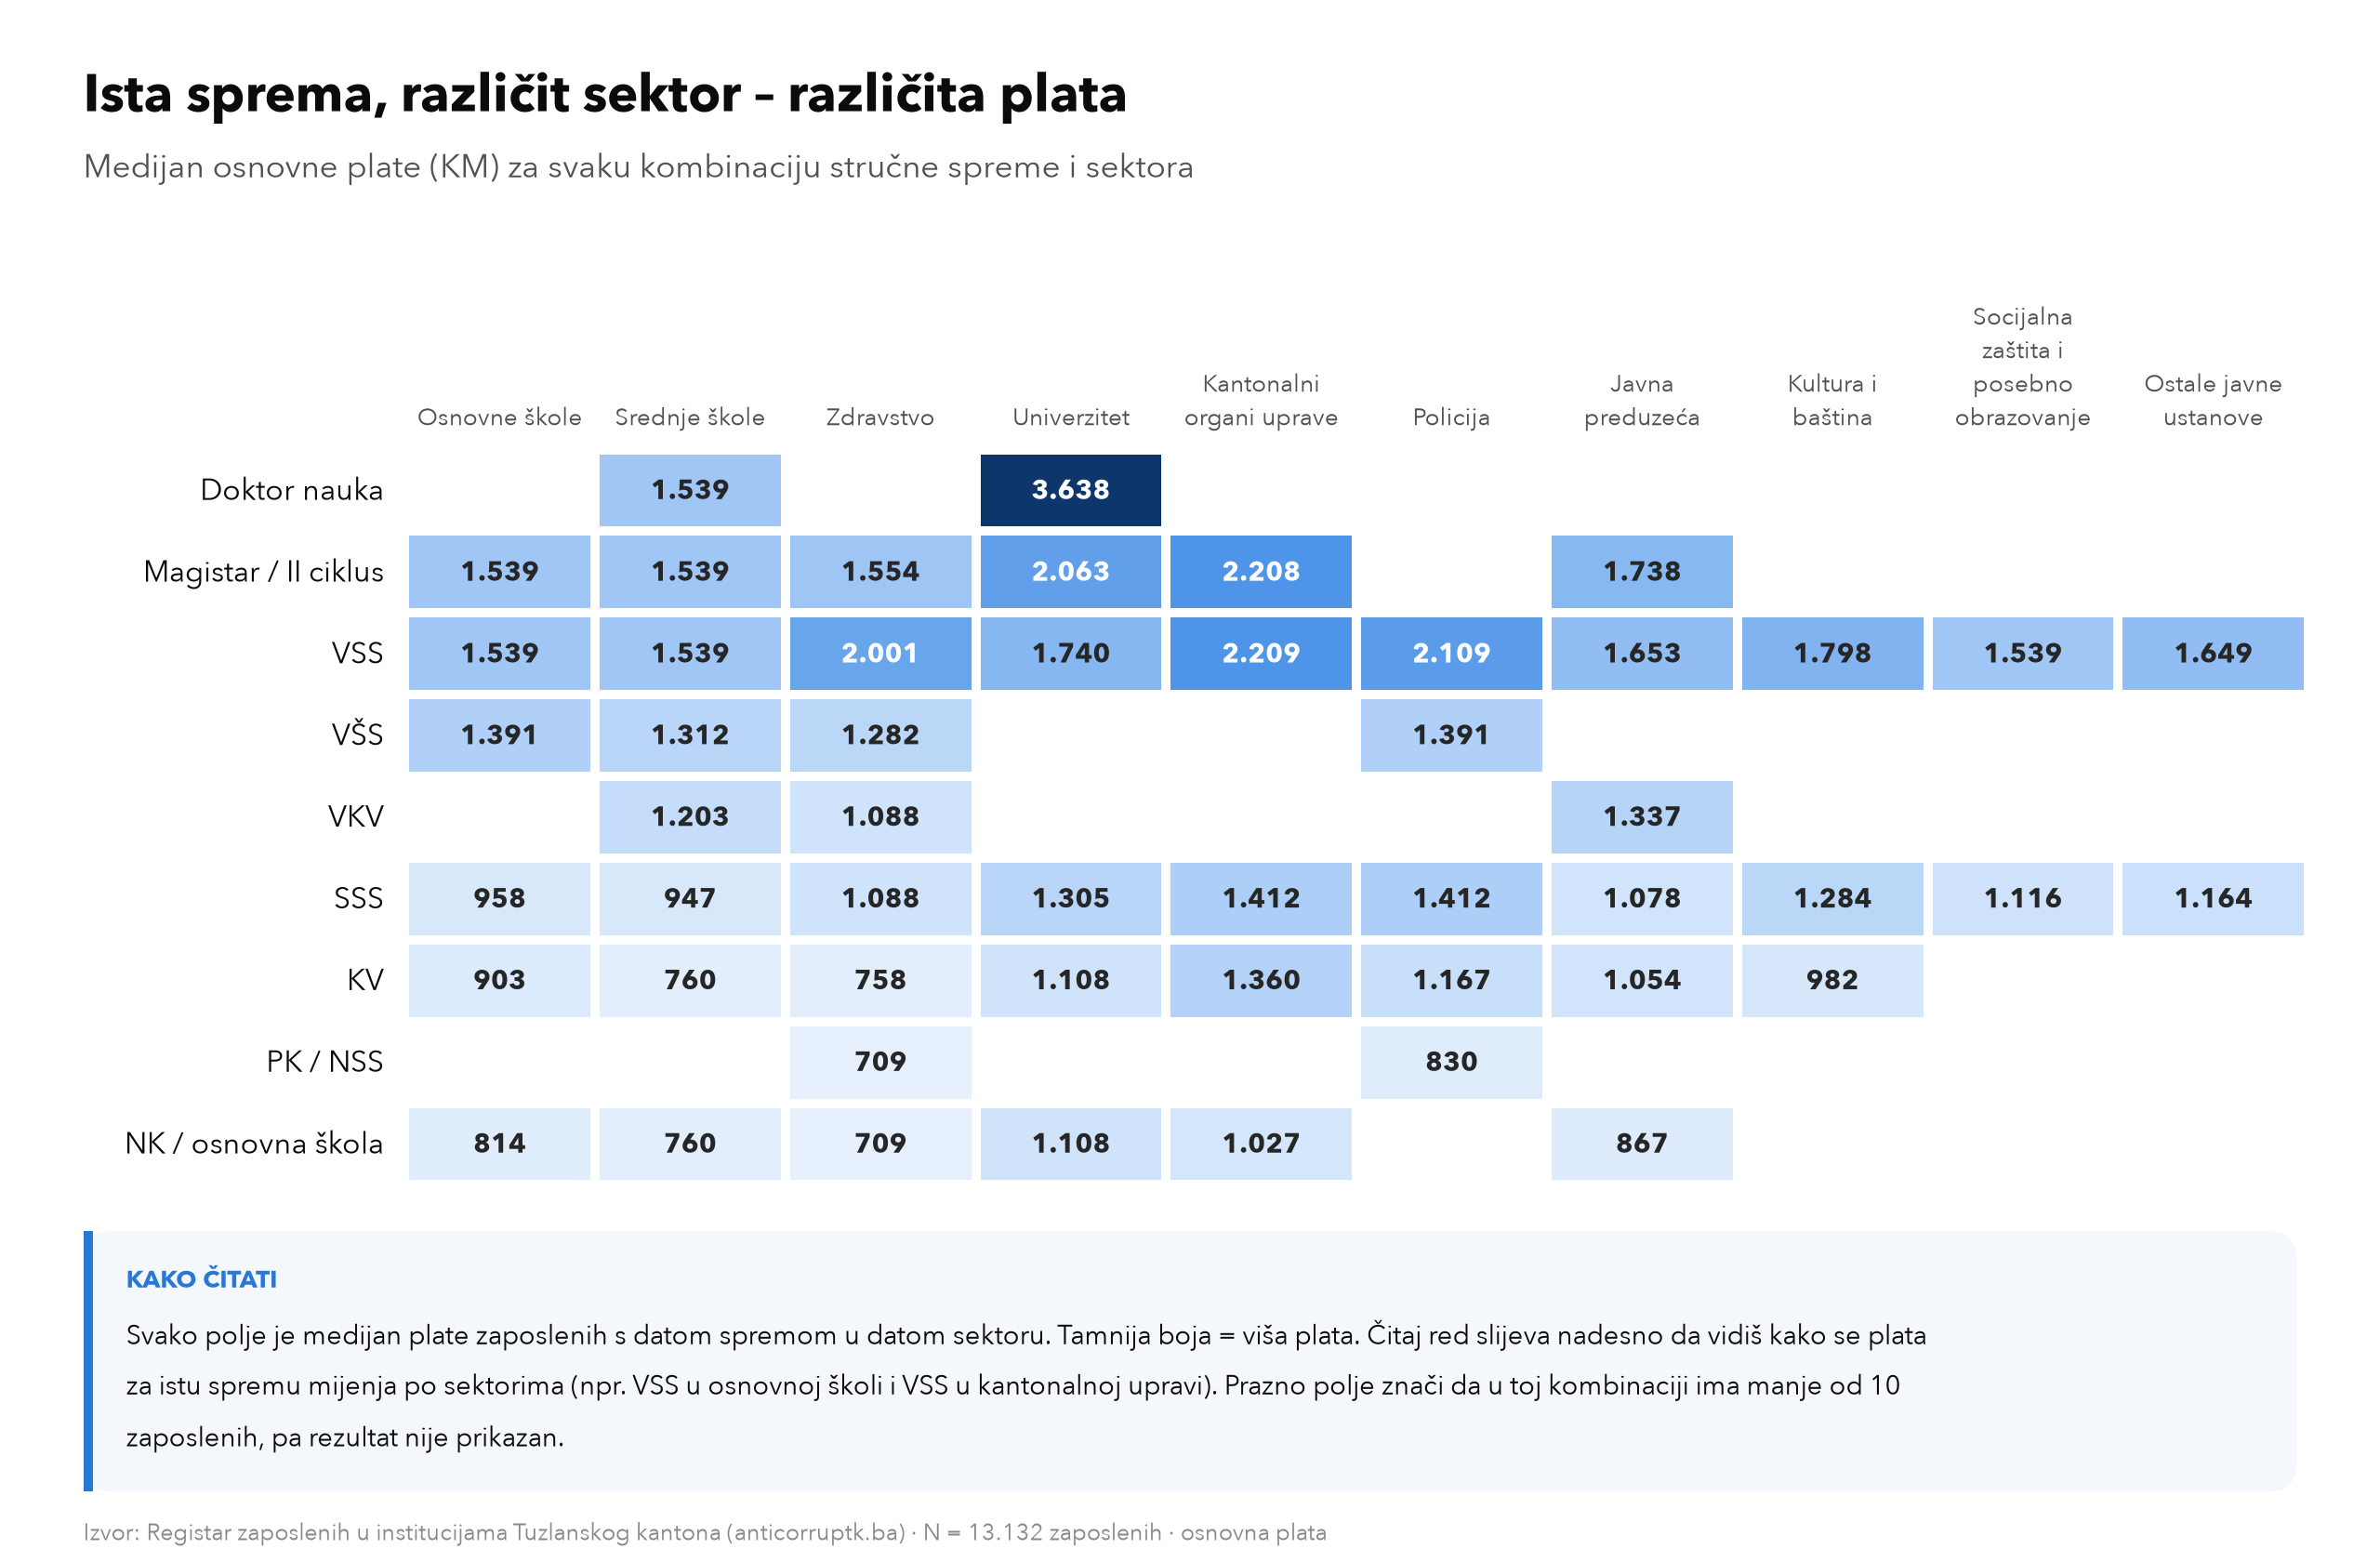 Ista sprema, različit sektor – različita plata
Medijan osnovne plate (KM) za svaku kombinaciju stručne spreme i sektora
Osnovne škole
Srednje škole
Zdravstvo
Univerzitet
Kantonalni
organi uprave
Policija
Javna
preduzeća
Kultura i
baština
Socijalna
zaštita i
posebno
obrazovanje
Ostale javne
ustanove
Doktor nauka 1.539 3.638
Magistar / II ciklus 1.539 1.539 1.554 2.063 2.208 1.738
VSS 1.539 1.539 2.001 1.740 2.209 2.109 1.653 1.798 1.539 1.649
VŠS 1.391 1.312 1.282 1.391
VKV 1.203 1.088 1.337
SSS 958 947 1.088 1.305 1.412 1.412 1.078 1.284 1.116 1.164
KV 903 760 758 1.108 1.360 1.167 1.054 982
PK / NSS 709 830
NK / osnovna škola 814 760 709 1.108 1.027 867
KAKO ČITATI
Svako polje je medijan plate zaposlenih s datom spremom u datom sektoru. Tamnija boja = viša plata. Čitaj red slijeva nadesno da vidiš kako se plata
za istu spremu mijenja po sektorima (npr. VSS u osnovnoj školi i VSS u kantonalnoj upravi). Prazno polje znači da u toj kombinaciji ima manje od 10
zaposlenih, pa rezultat nije prikazan.
Izvor: Registar zaposlenih u institucijama Tuzlanskog kantona (anticorruptk.ba) · N = 13.132 zaposlenih · osnovna plata